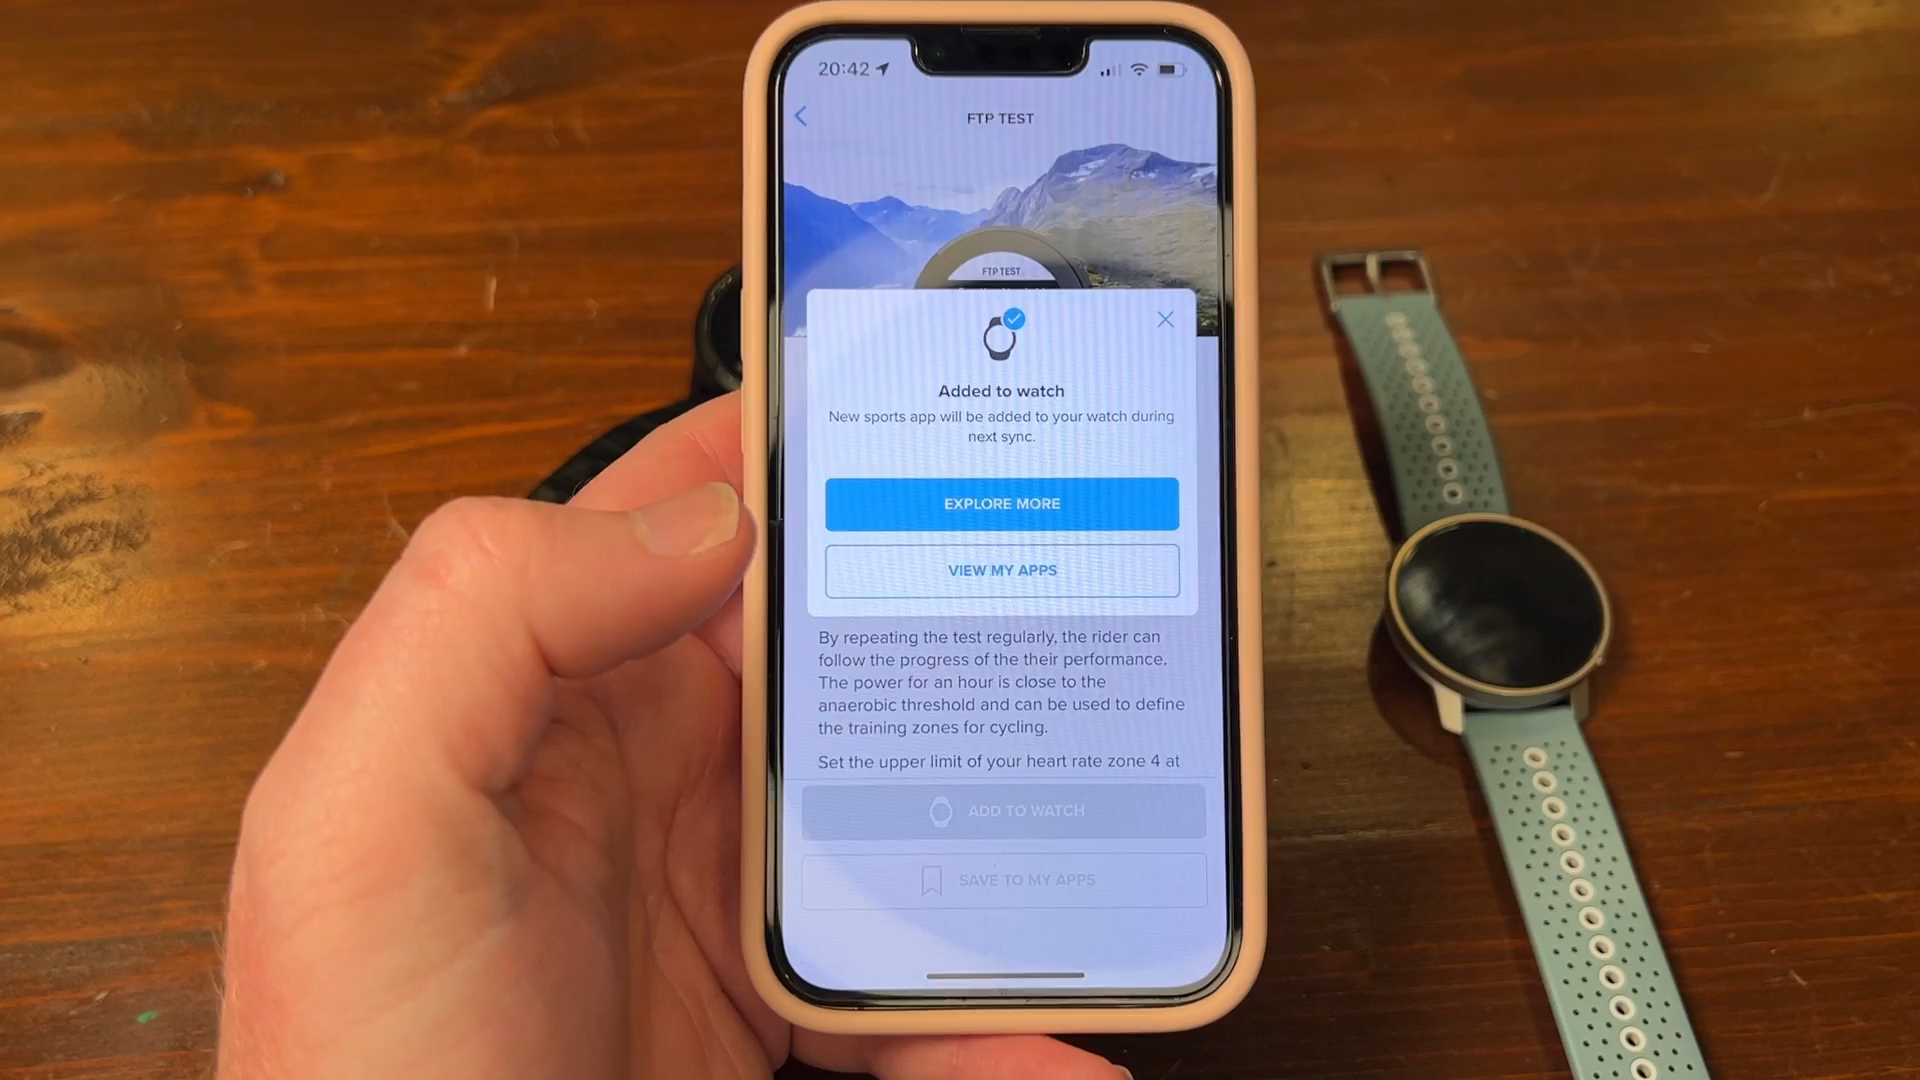 20:42
FTP TEST
FTP TEST
Added to watch
New sports app will be added to your watch during
next sync.
EXPLORE MORE
VIEW MY APPS
By repeating the test regularly, the rider can
follow the progress of the their performance.
The power for an hour is close to the
anaerobic threshold and can be used to define
the training zones for cycling.
Set the upper limit of your heart rate zone 4 at
ADD TO WATCH
SAVE TO MY APPS